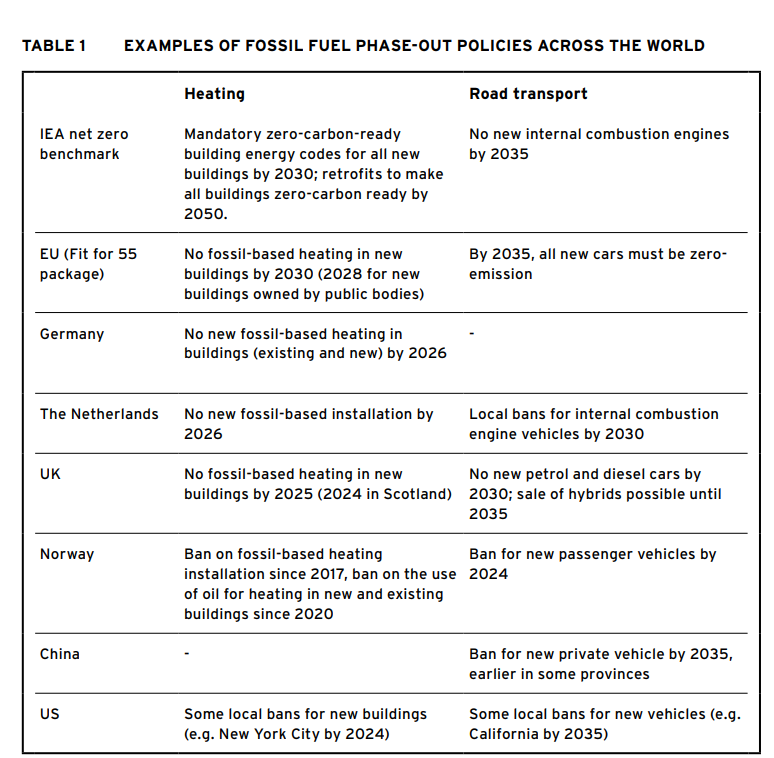 TABLE 1 EXAMPLES OF FOSSIL FUEL PHASE-OUT POLICIES ACROSS THE WORLD
Heating Road transport
IEA net zero benchmark
Mandatory zero-carbon-ready
building energy codes for all new
buildings by 2030; retrofits to make
all buildings zero-carbon ready by
2050.
No new internal combustion engines
by 2035
EU (Fit for 55
package)
No fossil-based heating in new
buildings by 2030 (2028 for new
buildings owned by public bodies)
By 2035, all new cars must be zero-
emission
Germany
No new fossil-based heating in
buildings (existing and new) by 2026
-
The Netherlands
No new fossil-based installation by
2026
Local bans for internal combustion
engine vehicles by 2030
UK
No fossil-based heating in new
buildings by 2025 (2024 in Scotland)
No new petrol and diesel cars by
2030; sale of hybrids possible until
2035
Norway
Ban on fossil-based heating
installation since 2017, ban on the use
of oil for heating in new and existing
buildings since 2020
Ban for new passenger vehicles by
2024
China
-
Ban for new private vehicle by 2035,
earlier in some provinces
US
Some local bans for new buildings
(e.g. New York City by 2024)
Some local bans for new vehicles (e.g.
California by 2035)